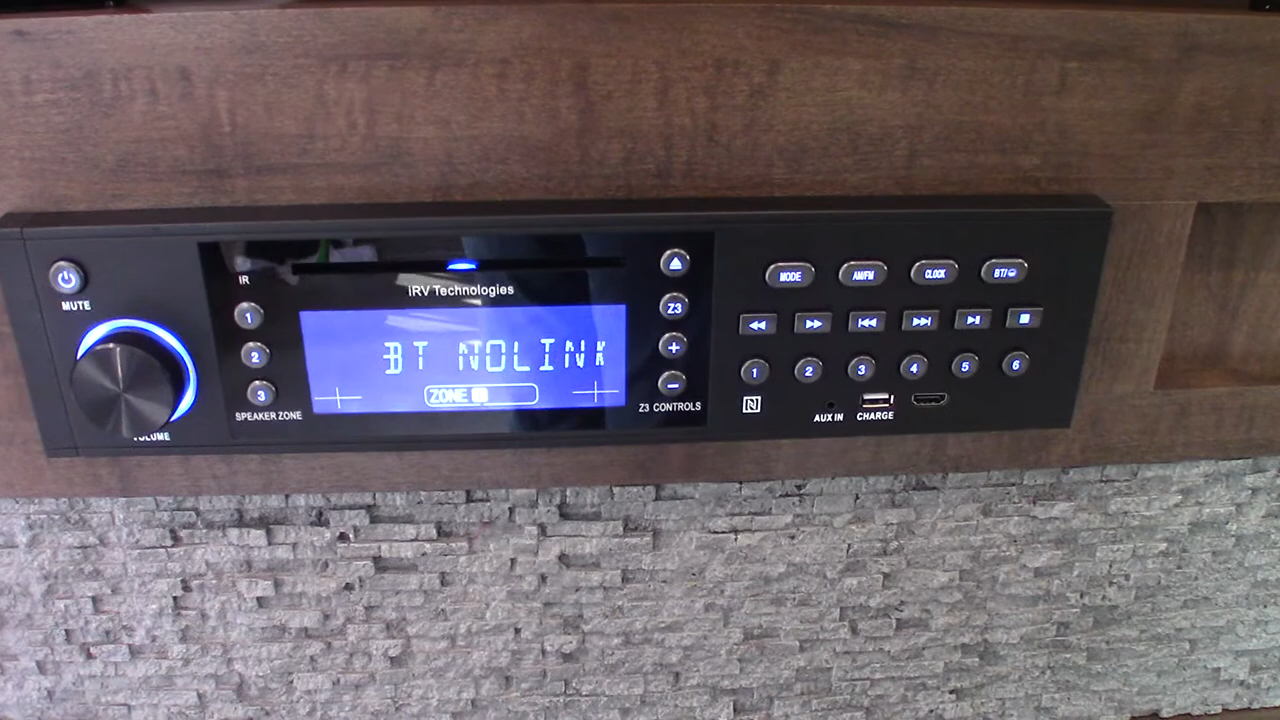 MUTE
VOLUME
IR
1
2
3
SPEAKER ZONE
iRV Technologies
BT NOLINK
ZONE
Z3
+
−
Z3 CONTROLS
MODE
AM/FM
CLOCK
BT/
1
2
3
4
5
6
N
AUX IN
CHARGE